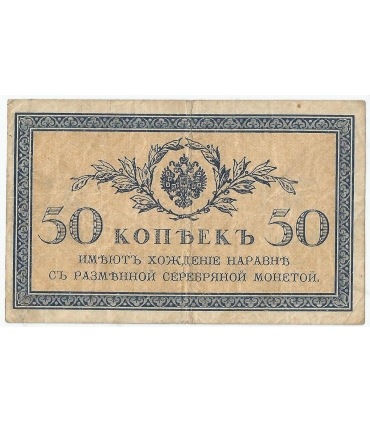 50 КОПѢЕКЪ 50
ИМѢЮТЪ ХОЖДЕНІЕ НАРАВНѢ
СЪ РАЗМѢННОЙ СЕРЕБРЯНОЙ МОНЕТОЙ.